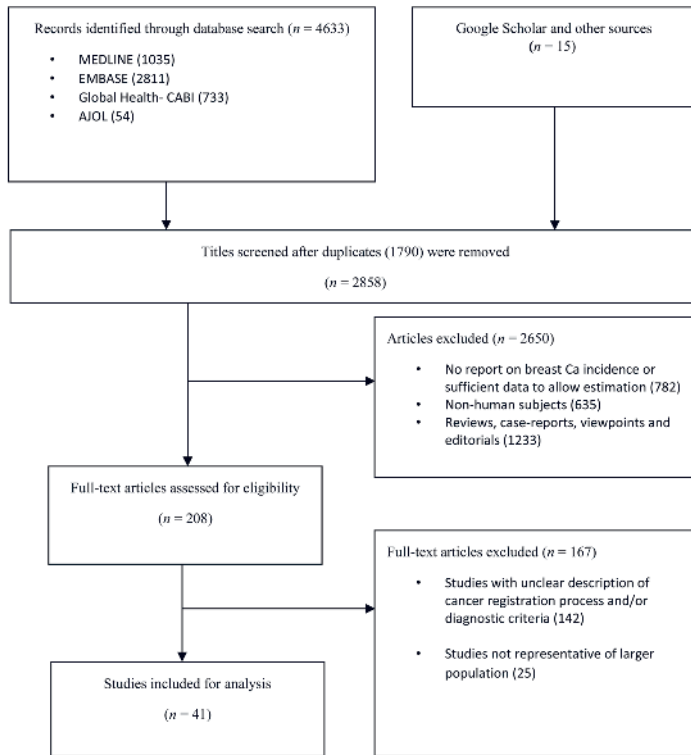 Records identified through database search (n = 4633)
• MEDLINE (1035)
• EMBASE (2811)
• Global Health- CABI (733)
• AJOL (54)
Google Scholar and other sources
(n = 15)
Titles screened after duplicates (1790) were removed
(n = 2858)
Articles excluded (n = 2650)
• No report on breast Ca incidence or
sufficient data to allow estimation (782)
• Non-human subjects (635)
• Reviews, case-reports, viewpoints and
editorials (1233)
Full-text articles assessed for eligibility
(n = 208)
Full-text articles excluded (n = 167)
• Studies with unclear description of
cancer registration process and/or
diagnostic criteria (142)
• Studies not representative of larger
population (25)
Studies included for analysis
(n = 41)